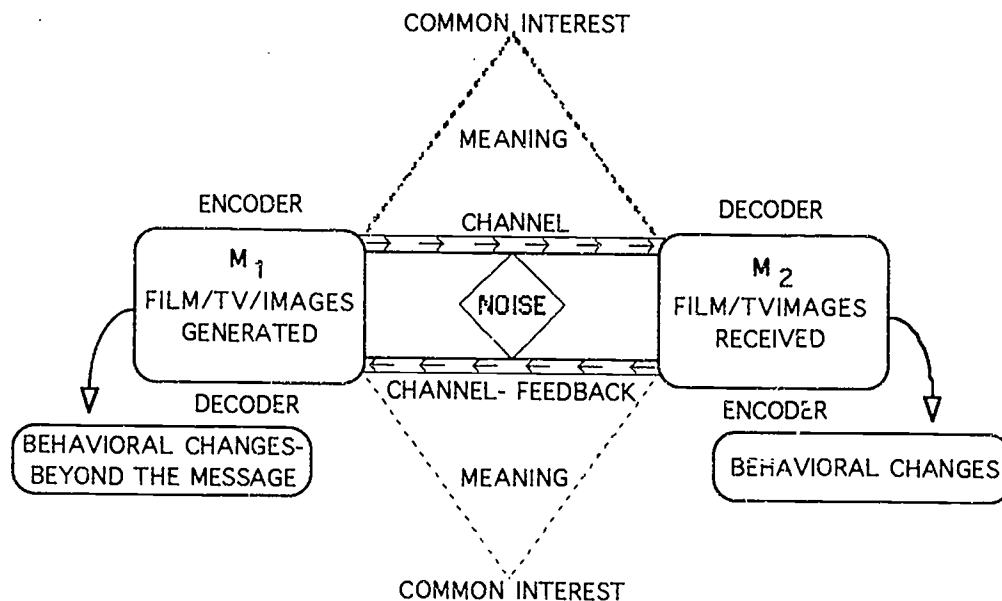 COMMON INTEREST
MEANING
ENCODER
DECODER
CHANNEL
M1
FILM/TV/IMAGES
GENERATED
NOISE
M2
FILM/TVIMAGES
RECEIVED
CHANNEL- FEEDBACK
DECODER
ENCODER
BEHAVIORAL CHANGES-
BEYOND THE MESSAGE
MEANING
BEHAVIORAL CHANGES
COMMON INTEREST